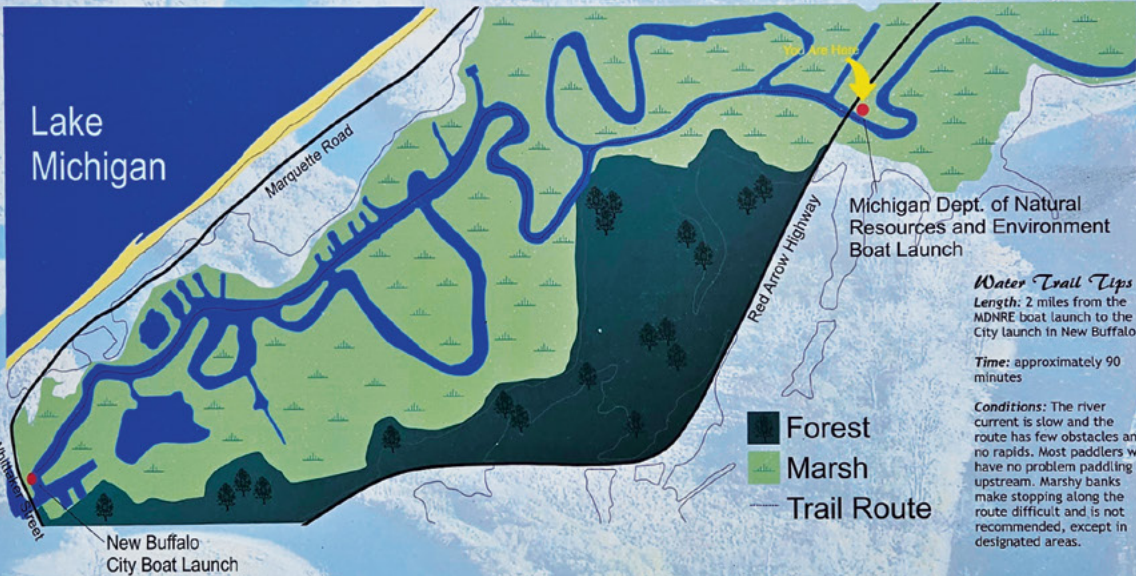 You Are Here
Lake
Michigan
Marquette Road
Red Arrow Highway
Michigan Dept. of Natural
Resources and Environment
Boat Launch
Water Trail Tips
Length: 2 miles from the
MDNRE boat launch to the
City launch in New Buffalo
Time: approximately 90
minutes
Conditions: The river
current is slow and the
route has few obstacles an
no rapids. Most paddlers w
have no problem paddling
upstream. Marshy banks
make stopping along the
route difficult and is not
recommended, except in
designated areas.
Forest
Marsh
Trail Route
Whittaker Street
New Buffalo
City Boat Launch